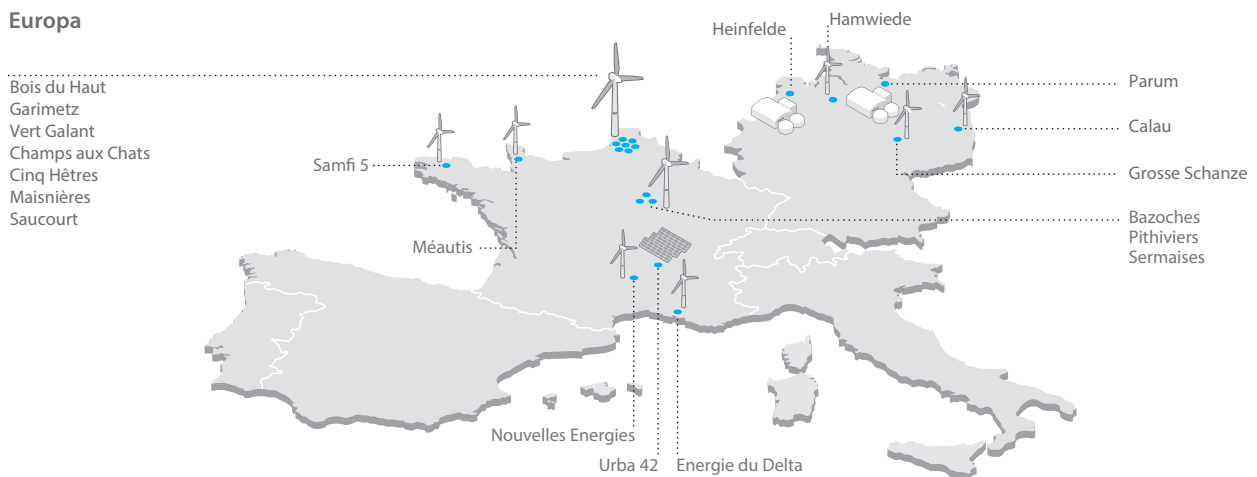 Europa
Bois du Haut
Garimetz
Vert Galant
Champs aux Chats
Cinq Hêtres
Maisnières
Saucourt
Samfi 5
Méautis
Heinfelde
Hamwiede
Parum
Calau
Grosse Schanze
Bazoches
Pithiviers
Sermaises
Nouvelles Energies
Urba 42
Energie du Delta